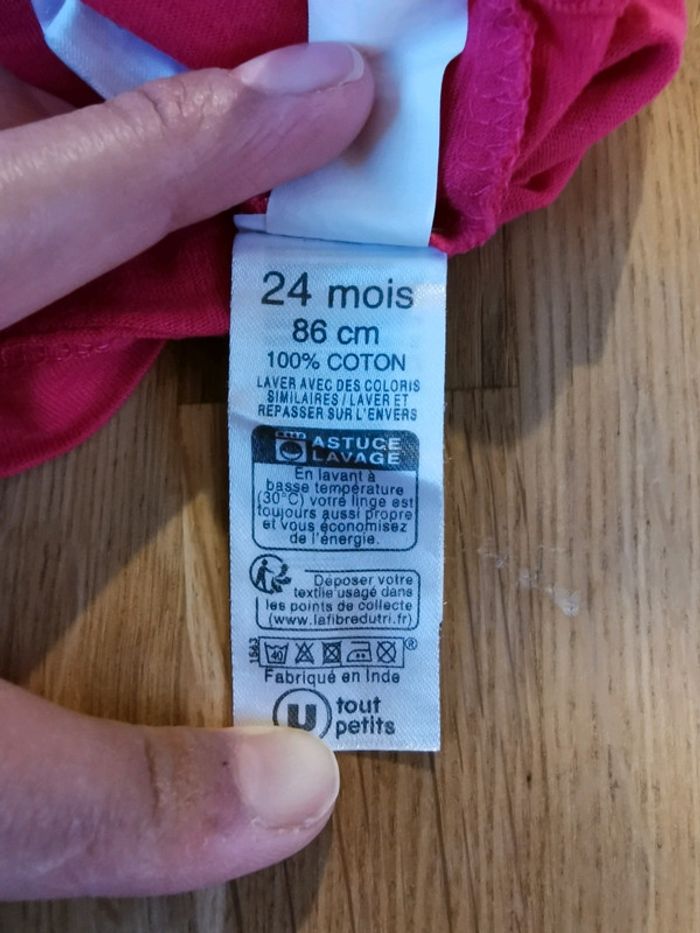 24 mois
86 cm
100% COTON
LAVER AVEC DES COLORIS
SIMILAIRES / LAVER ET
REPASSER SUR L'ENVERS
ASTUCE
LAVAGE
En lavant à
basse température
(30°C) votre linge est
toujours aussi propre
et vous économisez
de l'énergie.
Déposer votre
textile usagé dans
les points de collecte
(www.lafibredutri.fr)
1563
40
®
Fabriqué en Inde
U tout
petits